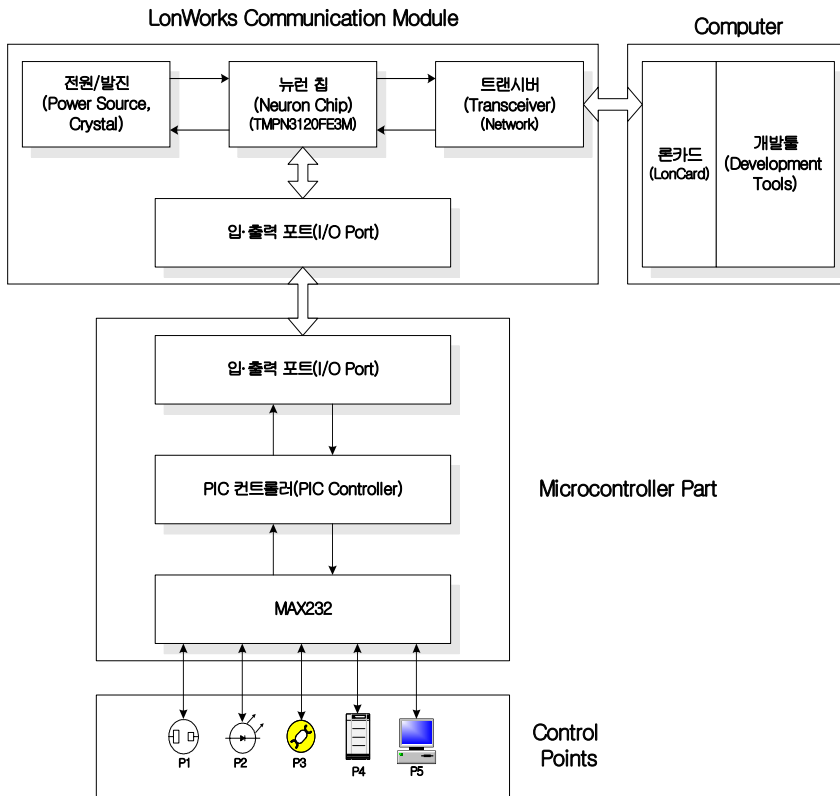 LonWorks Communication Module
Computer
전원/발진
(Power Source,
Crystal)
뉴런 칩
(Neuron Chip)
(TMPN3120FE3M)
트랜시버
(Transceiver)
(Network)
론카드
(LonCard)
개발툴
(Development
Tools)
입·출력 포트(I/O Port)
입·출력 포트(I/O Port)
PIC 컨트롤러(PIC Controller)
Microcontroller Part
MAX232
P1
P2
P3
P4
P5
Control
Points